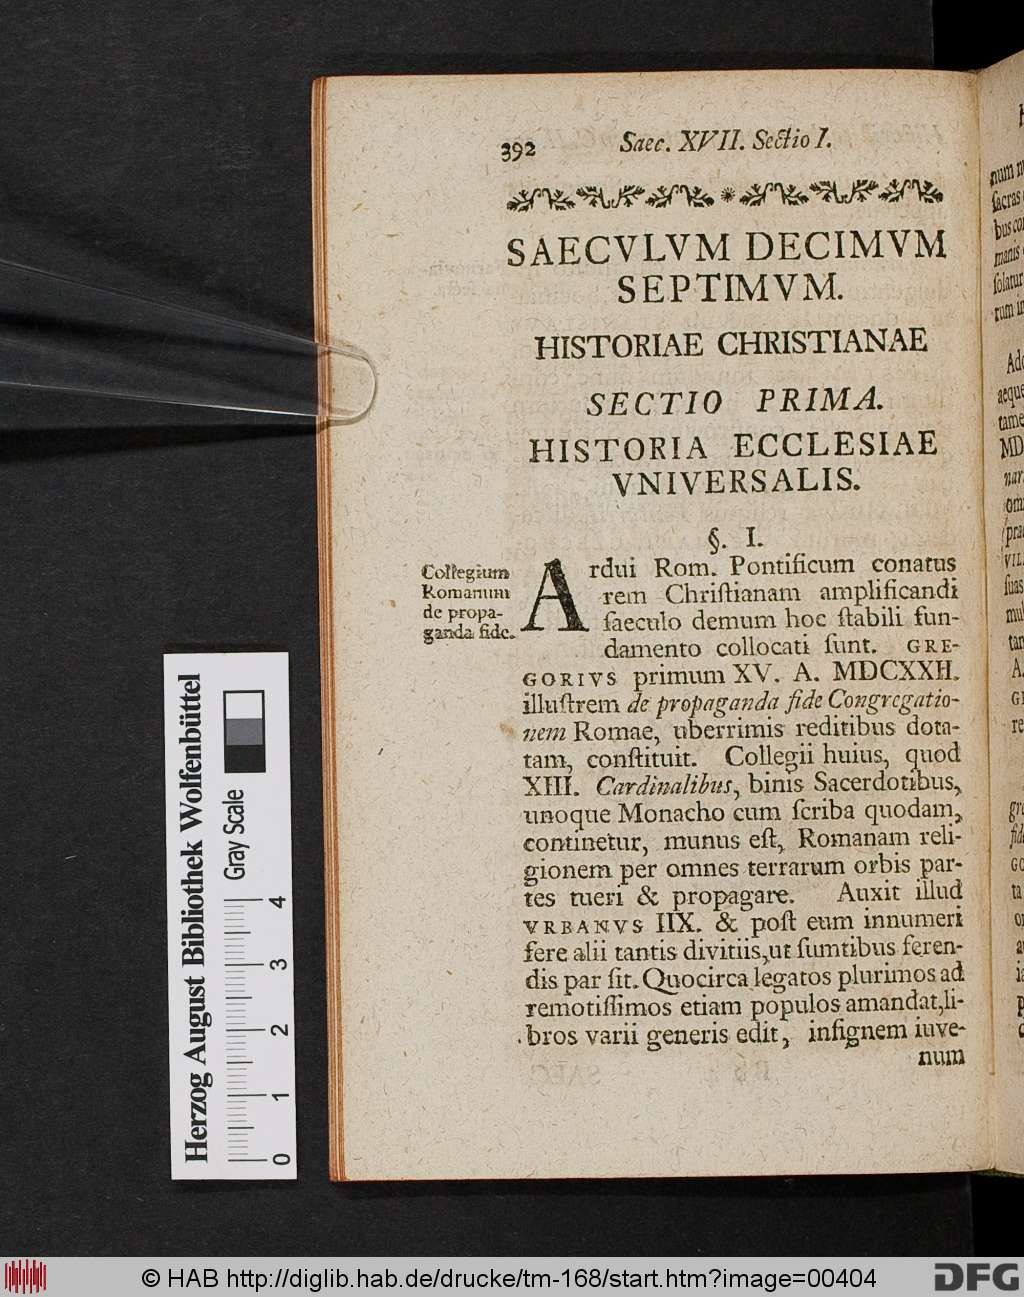 392 Saec. XVII. Sectio I.
SAECVLVM DECIMVM
SEPTIMVM.
HISTORIAE CHRISTIANAE
SECTIO PRIMA.
HISTORIA ECCLESIAE
VNIVERSALIS.
§. I.
Collegium
Romanum
de propa-
ganda fide.
Ardui Rom. Pontificum conatus
rem Chriſtianam amplificandi
ſaeculo demum hoc ſtabili fun-
damento collocati ſunt. GRE-
GORIVS primum XV. A. MDCXXII.
illuſtrem de propaganda fide Congregatio-
nem Romae, uberrimis reditibus dota-
tam, conſtituit. Collegii huius, quod
XIII. Cardinalibus, binis Sacerdotibus,
unoque Monacho cum ſcriba quodam,
continetur, munus eſt, Romanam reli-
gionem per omnes terrarum orbis par-
tes tueri & propagare. Auxit illud
VRBANVS IIX. & poſt eum innumeri
fere alii tantis divitiis,ut ſumtibus feren-
dis par ſit. Quocirca legatos plurimos ad
remotiſſimos etiam populos amandat,li-
bros varii generis edit, inſignem iuve-
num
Herzog August Bibliothek Wolfenbüttel
Gray Scale
0 1 2 3 4
© HAB http://diglib.hab.de/drucke/tm-168/start.htm?image=00404
DFG